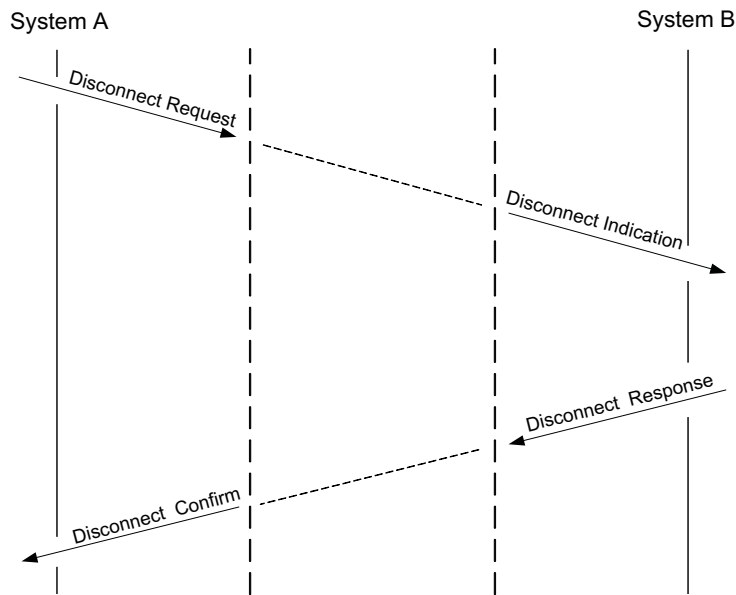 System A
System B
Disconnect Request
Disconnect Indication
Disconnect Response
Disconnect Confirm